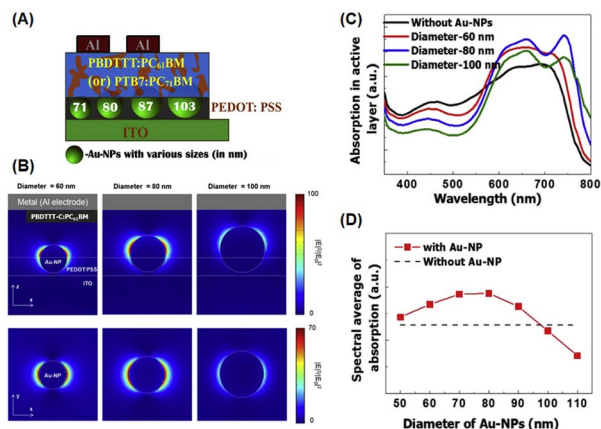 (A)
Al
Al
PBDTTT:PC61BM
(or) PTB7:PC71BM
71
80
87
103
PEDOT: PSS
ITO
-Au-NPs with various sizes (in nm)
(B)
Diameter = 60 nm
Diameter = 80 nm
Diameter = 100 nm
Metal (Al electrode)
PBDTTT-C:PC61BM
Au-NP
PEDOT:PSS
ITO
z
x
100
|E|²/|E₀|²
0
Au-NP
y
x
70
|E|²/|E₀|²
0
(C)
Absorption in active
layer (a.u.)
Without Au-NPs
Diameter-60 nm
Diameter-80 nm
Diameter-100 nm
400
500
600
700
800
Wavelength (nm)
(D)
Spectral average of
absorption (a.u.)
with Au-NP
Without Au-NP
50
60
70
80
90
100
110
Diameter of Au-NPs (nm)